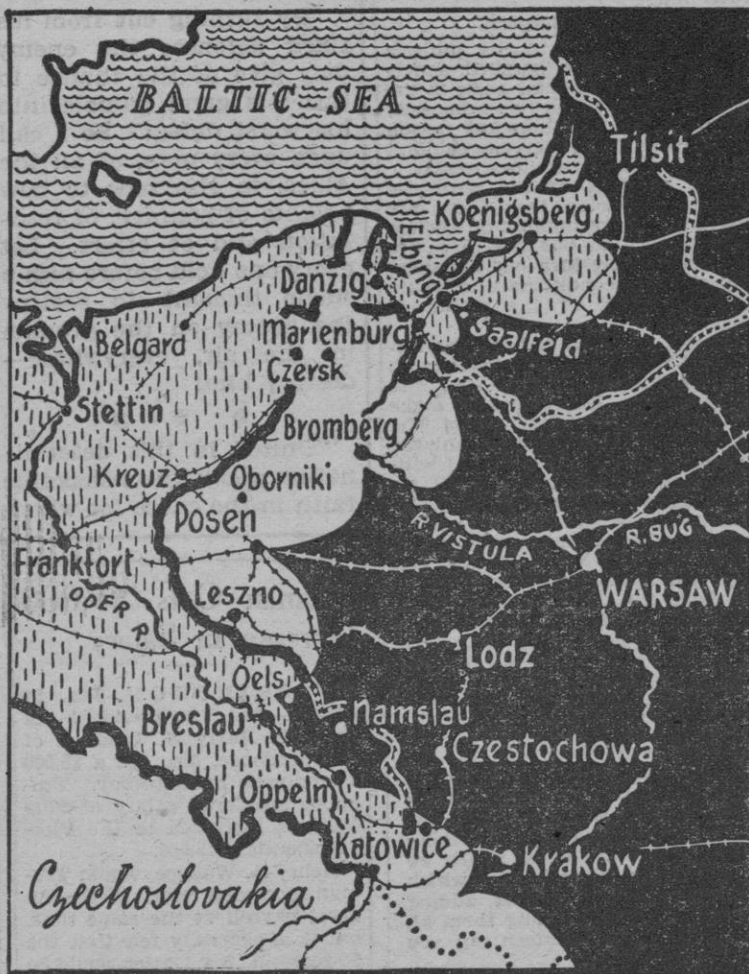 BALTIC SEA
Tilsit
Koenigsberg
Elbing
Danzig
Marienburg
Saalfeld
Belgard
Czersk
Stettin
Bromberg
Kreuz
Oborniki
Posen
R. VISTULA
R. BUG
Frankfort
WARSAW
ODER R.
Leszno
Lodz
Oels
Namslau
Breslau
Czestochowa
Oppeln
Katowice
Krakow
Czechoslovakia